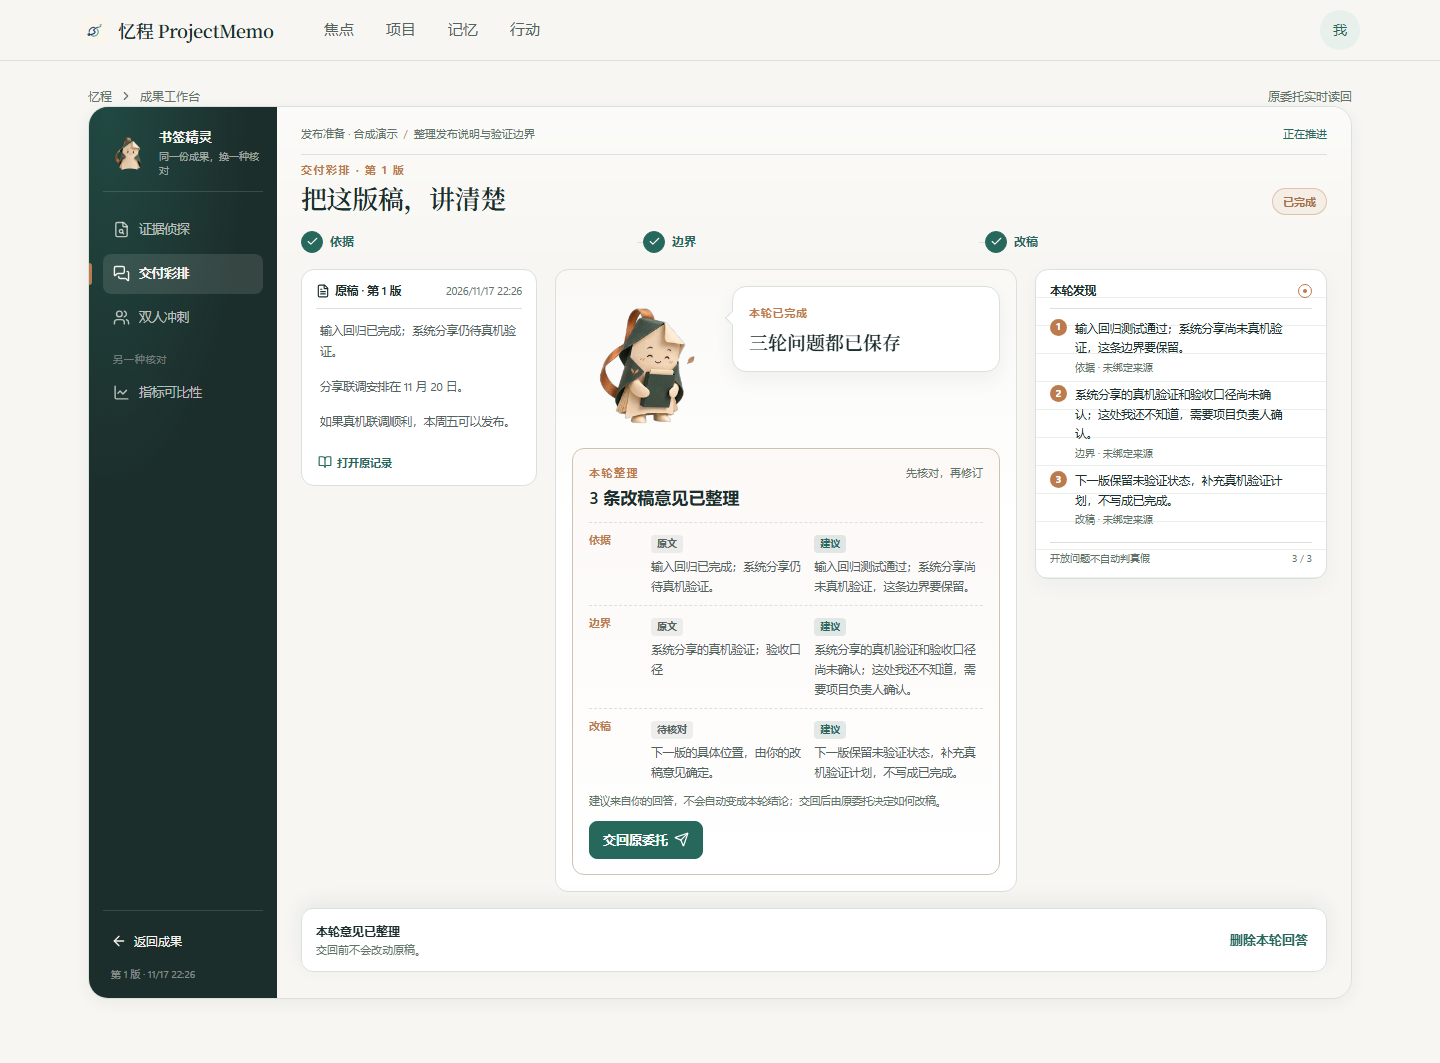 忆程 ProjectMemo
焦点
项目
记忆
行动
我
忆程 > 成果工作台
原委托实时读回
书签精灵
同一份成果，换一种核
对
证据侦探
交付彩排
双人冲刺
另一种核对
指标可比性
返回成果
第 1 版 · 11/17 22:26
发布准备 · 合成演示 / 整理发布说明与验证边界
正在推进
交付彩排 · 第 1 版
把这版稿，讲清楚
已完成
依据
边界
改稿
原稿 · 第 1 版
2026/11/17 22:26
输入回归已完成；系统分享仍待真机验
证。
分享联调安排在 11 月 20 日。
如果真机联调顺利，本周五可以发布。
打开原记录
本轮已完成
三轮问题都已保存
本轮整理
先核对，再修订
3 条改稿意见已整理
依据
原文
输入回归已完成；系统分享仍
待真机验证。
建议
输入回归测试通过；系统分享尚
未真机验证，这条边界要保留。
边界
原文
系统分享的真机验证；验收口
径
建议
系统分享的真机验证和验收口径
尚未确认；这处我还不知道，需
要项目负责人确认。
改稿
待核对
下一版的具体位置，由你的改
稿意见确定。
建议
下一版保留未验证状态，补充真
机验证计划，不写成已完成。
建议来自你的回答，不会自动变成本轮结论；交回后由原委托决定如何改稿。
交回原委托
本轮发现
1
输入回归测试通过；系统分享尚未真机验
证，这条边界要保留。
依据 · 未绑定来源
2
系统分享的真机验证和验收口径尚未确
认；这处我还不知道，需要项目负责人确
认。
边界 · 未绑定来源
3
下一版保留未验证状态，补充真机验证计
划，不写成已完成。
改稿 · 未绑定来源
开放问题不自动判真假
3 / 3
本轮意见已整理
交回前不会改动原稿。
删除本轮回答